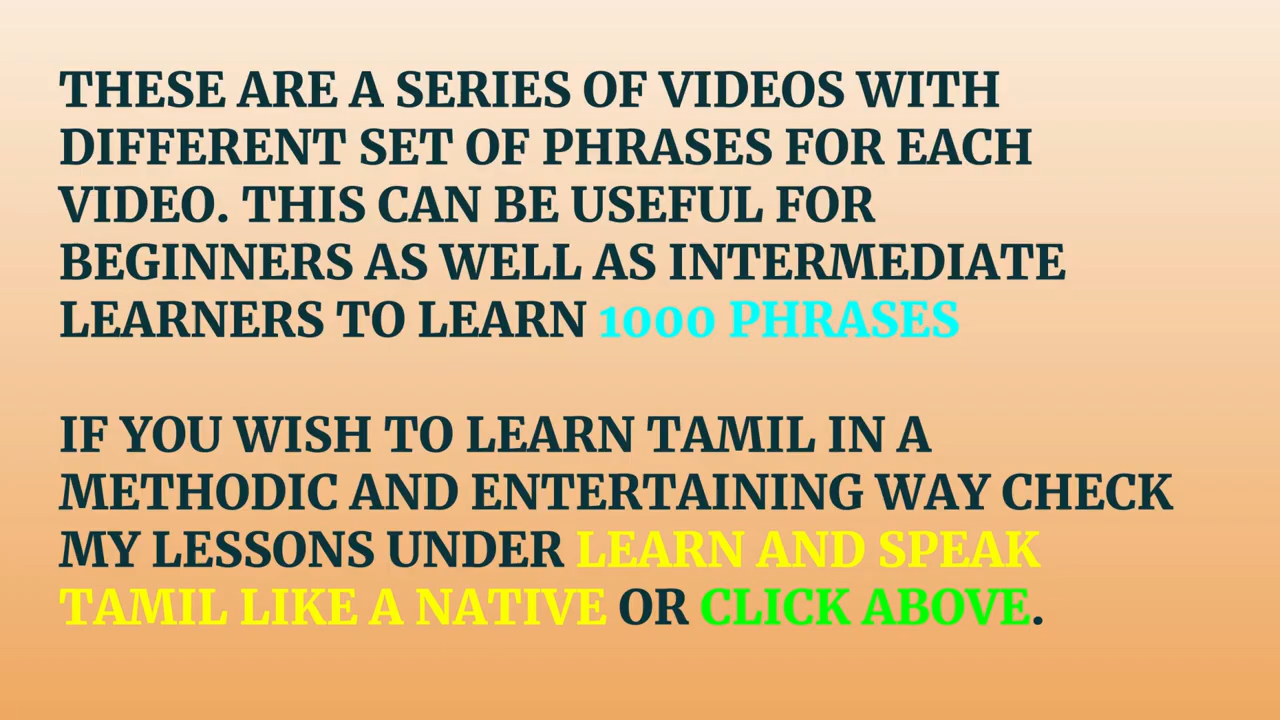 THESE ARE A SERIES OF VIDEOS WITH
DIFFERENT SET OF PHRASES FOR EACH
VIDEO. THIS CAN BE USEFUL FOR
BEGINNERS AS WELL AS INTERMEDIATE
LEARNERS TO LEARN 1000 PHRASES
IF YOU WISH TO LEARN TAMIL IN A
METHODIC AND ENTERTAINING WAY CHECK
MY LESSONS UNDER LEARN AND SPEAK
TAMIL LIKE A NATIVE OR CLICK ABOVE.